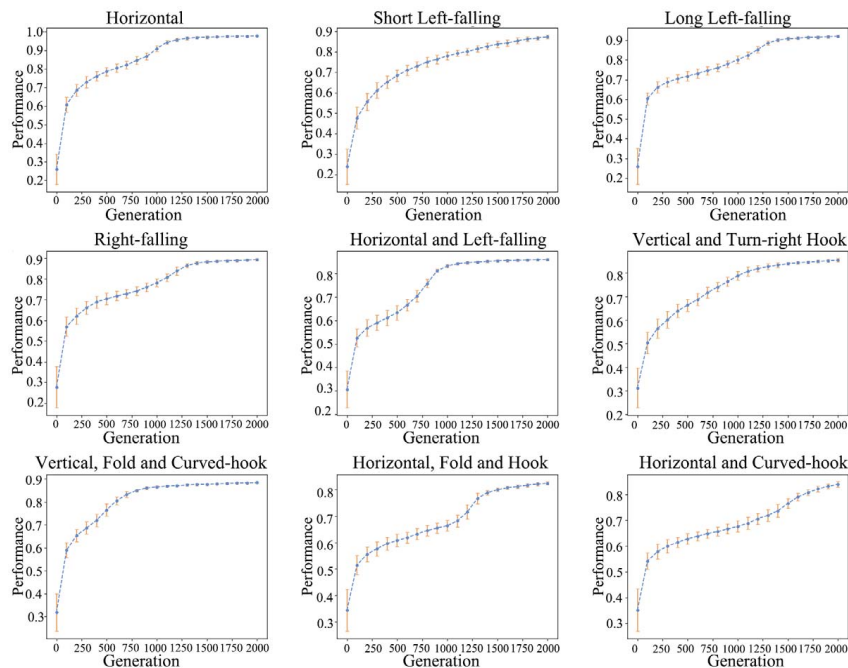 Horizontal
Performance
1.0
0.9
0.8
0.7
0.6
0.5
0.4
0.3
0.2
0 250 500 750 1000 1250 1500 1750 2000
Generation
Short Left-falling
Performance
0.9
0.8
0.7
0.6
0.5
0.4
0.3
0.2
0 250 500 750 1000 1250 1500 1750 2000
Generation
Long Left-falling
Performance
0.9
0.8
0.7
0.6
0.5
0.4
0.3
0.2
0 250 500 750 1000 1250 1500 1750 2000
Generation
Right-falling
Performance
0.9
0.8
0.7
0.6
0.5
0.4
0.3
0.2
0 250 500 750 1000 1250 1500 1750 2000
Generation
Horizontal and Left-falling
Performance
0.8
0.7
0.6
0.5
0.4
0.3
0.2
0 250 500 750 1000 1250 1500 1750 2000
Generation
Vertical and Turn-right Hook
Performance
0.8
0.7
0.6
0.5
0.4
0.3
0.2
0 250 500 750 1000 1250 1500 1750 2000
Generation
Vertical, Fold and Curved-hook
Performance
0.9
0.8
0.7
0.6
0.5
0.4
0.3
0 250 500 750 1000 1250 1500 1750 2000
Generation
Horizontal, Fold and Hook
Performance
0.8
0.7
0.6
0.5
0.4
0.3
0 250 500 750 1000 1250 1500 1750 2000
Generation
Horizontal and Curved-hook
Performance
0.8
0.7
0.6
0.5
0.4
0.3
0 250 500 750 1000 1250 1500 1750 2000
Generation